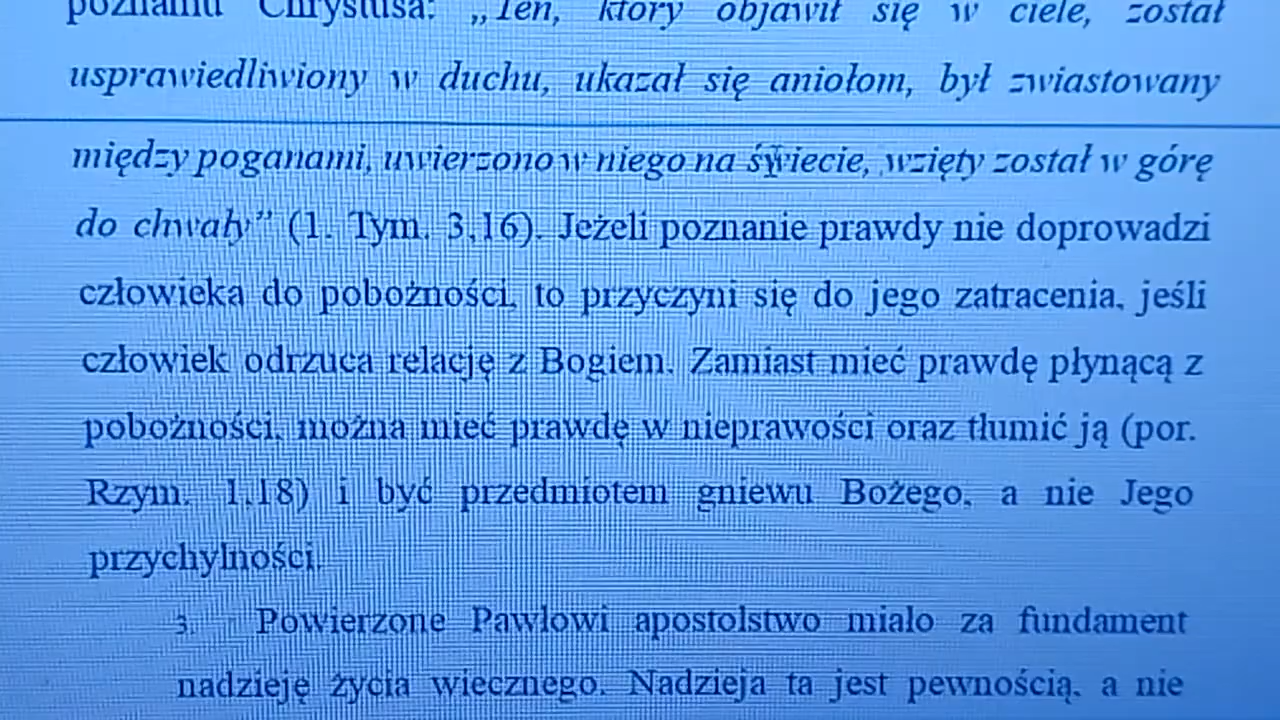 poznaniu Chrystusa: „Ten, który objawił się w ciele, został
usprawiedliwiony w duchu, ukazał się aniołom, był zwiastowany
między poganami, uwierzono w niego na świecie, wzięty został w górę
do chwały” (1. Tym. 3,16). Jeżeli poznanie prawdy nie doprowadzi
człowieka do pobożności, to przyczyni się do jego zatracenia, jeśli
człowiek odrzuca relację z Bogiem. Zamiast mieć prawdę płynącą z
pobożności, można mieć prawdę w nieprawości oraz tłumić ją (por.
Rzym. 1,18) i być przedmiotem gniewu Bożego, a nie Jego
przychylności.
3. Powierzone Pawłowi apostolstwo miało za fundament
nadzieję życia wiecznego. Nadzieja ta jest pewnością, a nie